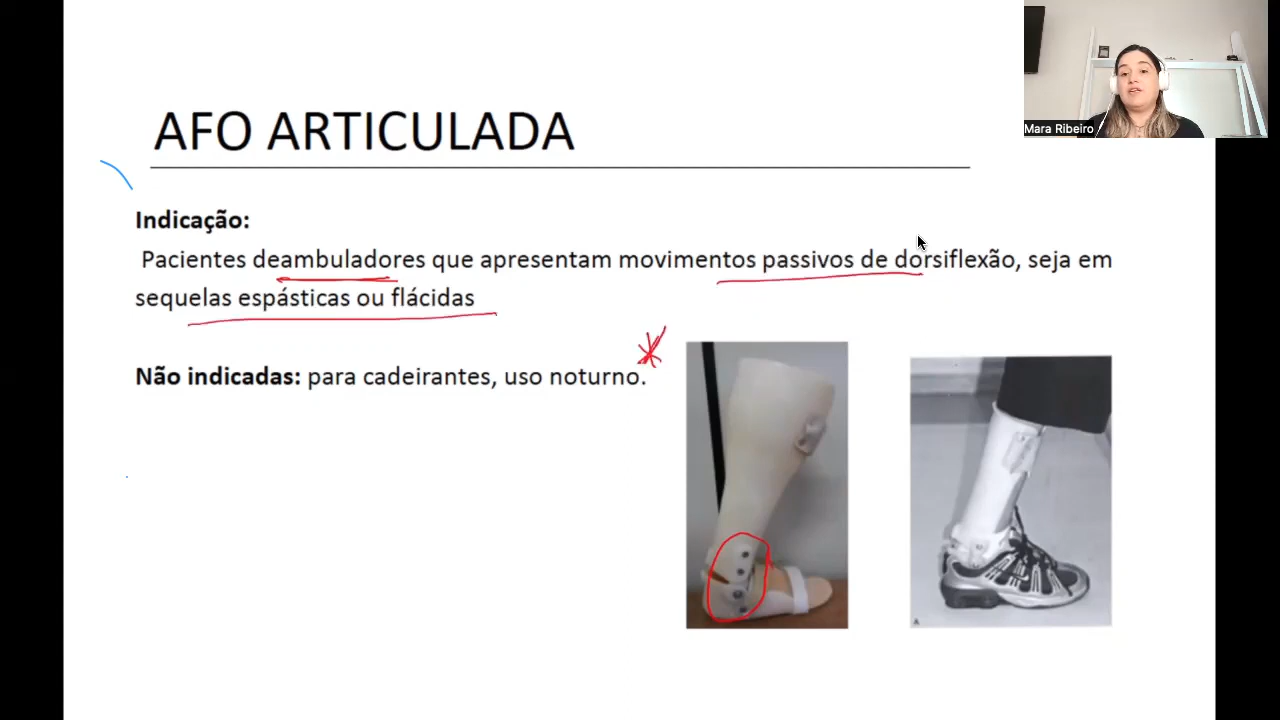 AFO ARTICULADA
Mara Ribeiro
Indicação:
Pacientes deambuladores que apresentam movimentos passivos de dorsiflexão, seja em
sequelas espásticas ou flácidas
Não indicadas: para cadeirantes, uso noturno.